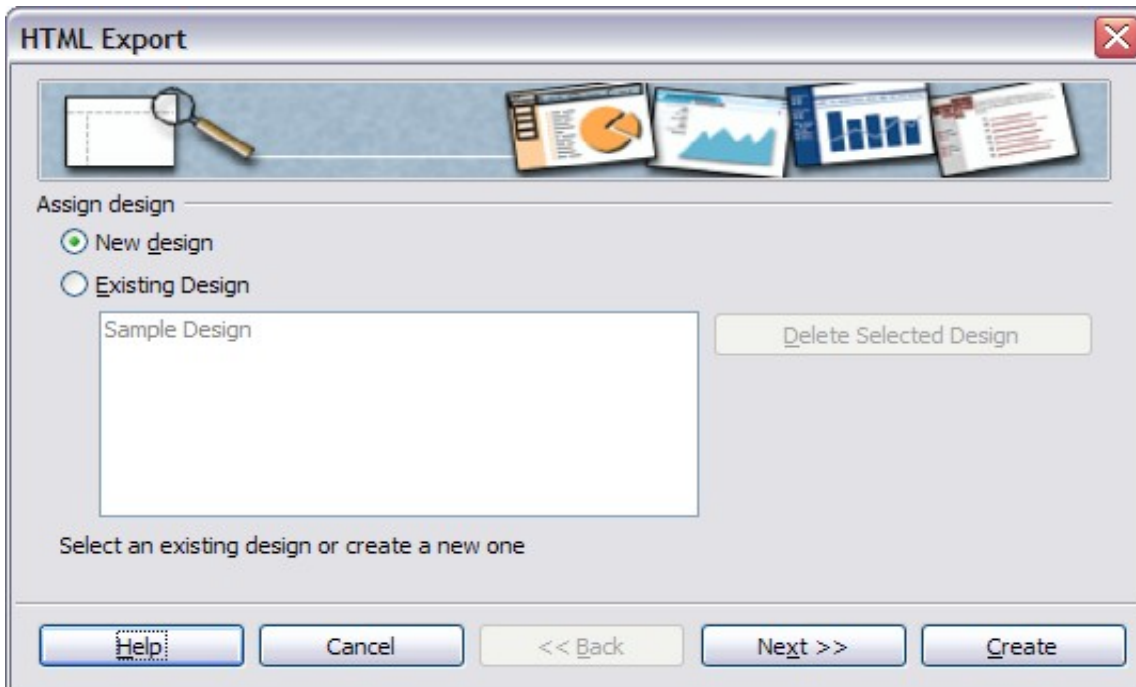 HTML Export
Assign design
New design
Existing Design
Sample Design
Delete Selected Design
Select an existing design or create a new one
Help
Cancel
<< Back
Next >>
Create